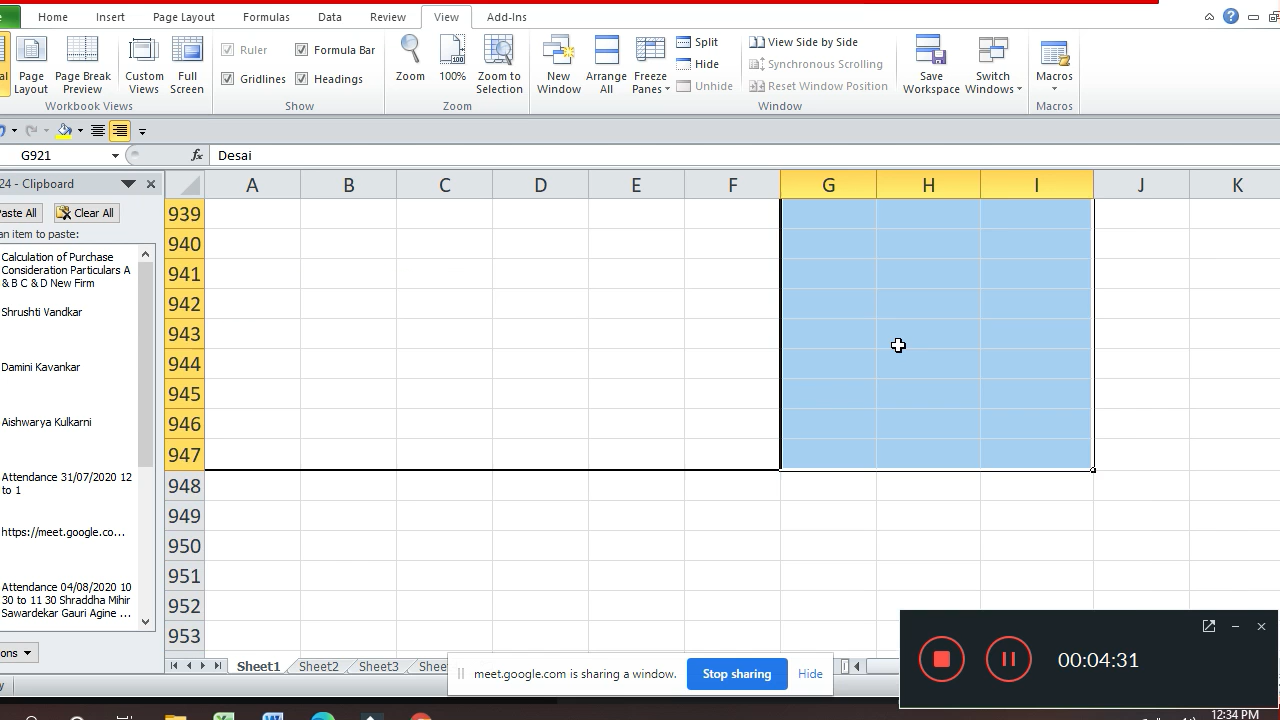 Home Insert Page Layout Formulas Data Review View Add-Ins
Page Layout
Page Break Preview
Custom Views
Full Screen
Workbook Views
Ruler
Formula Bar
Gridlines
Headings
Show
Zoom
100%
Zoom to Selection
Zoom
New Window
Arrange All
Freeze Panes
Split
Hide
Unhide
View Side by Side
Synchronous Scrolling
Reset Window Position
Window
Save Workspace
Switch Windows
Macros
Macros
G921
fx
Desai
24 - Clipboard
Paste All
Clear All
an item to paste:
Calculation of Purchase
Consideration Particulars A
& B C & D New Firm
Shrushti Vandkar
Damini Kavankar
Aishwarya Kulkarni
Attendance 31/07/2020 12
to 1
https://meet.google.co...
Attendance 04/08/2020 10
30 to 11 30 Shraddha Mihir
Sawardekar Gauri Agine ...
A B C D E F G H I J K
939
940
941
942
943
944
945
946
947
948
949
950
951
952
953
Sheet1 Sheet2 Sheet3
meet.google.com is sharing a window.
Stop sharing
Hide
00:04:31
12:34 PM